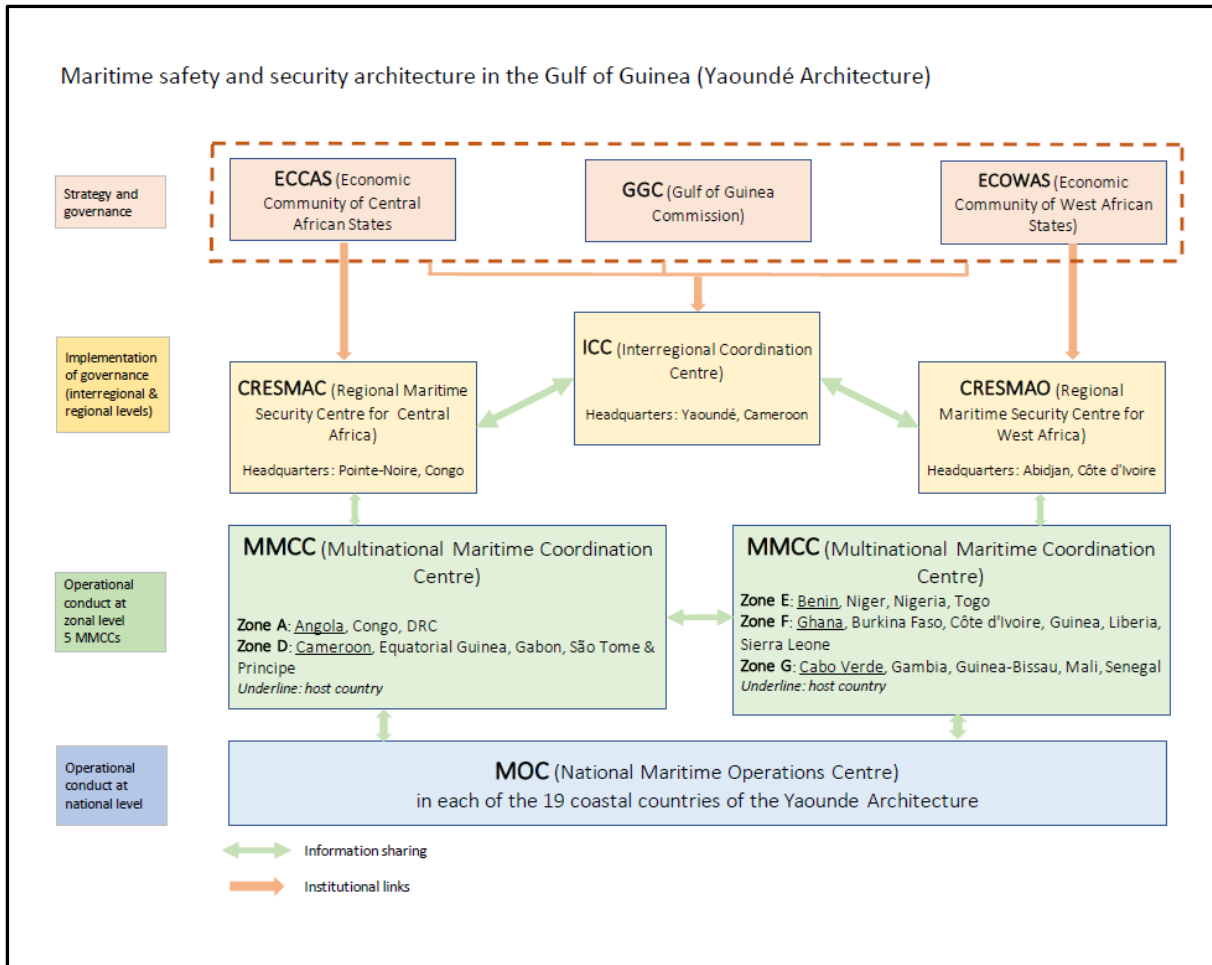 Maritime safety and security architecture in the Gulf of Guinea (Yaoundé Architecture)
Strategy and
governance
ECCAS (Economic
Community of Central
African States
GGC (Gulf of Guinea
Commission)
ECOWAS (Economic
Community of West African
States)
Implementation
of governance
(interregional &
regional levels)
CRESMAC (Regional Maritime
Security Centre for Central
Africa)
Headquarters : Pointe-Noire, Congo
ICC (Interregional Coordination
Centre)
Headquarters : Yaoundé, Cameroon
CRESMAO (Regional
Maritime Security Centre for
West Africa)
Headquarters : Abidjan, Côte d'Ivoire
Operational
conduct at
zonal level
5 MMCCs
MMCC (Multinational Maritime Coordination
Centre)
Zone A: Angola, Congo, DRC
Zone D: Cameroon, Equatorial Guinea, Gabon, São Tome &
Principe
Underline: host country
MMCC (Multinational Maritime Coordination
Centre)
Zone E: Benin, Niger, Nigeria, Togo
Zone F: Ghana, Burkina Faso, Côte d'Ivoire, Guinea, Liberia,
Sierra Leone
Zone G: Cabo Verde, Gambia, Guinea-Bissau, Mali, Senegal
Underline: host country
Operational
conduct at
national level
MOC (National Maritime Operations Centre)
in each of the 19 coastal countries of the Yaounde Architecture
Information sharing
Institutional links